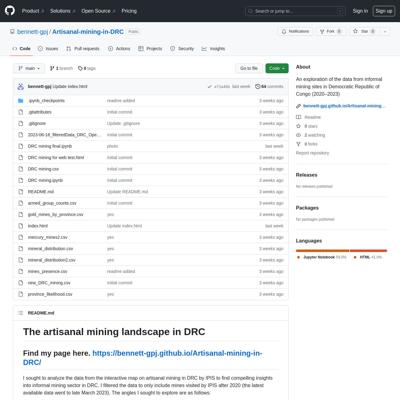 Product Solutions Open Source Pricing
Search or jump to...
Sign in Sign up
bennett-gpj / Artisanal-mining-in-DRC Public
Notifications Fork 0 Star 0
Code Issues Pull requests Actions Projects Security Insights
main 1 branch 0 tags Go to file Code
bennett-gpj Update index.html last week 64 commits
.ipynb_checkpoints readme added 3 weeks ago
.gitattributes Initial commit 3 weeks ago
.gitignore Update .gitignore 3 weeks ago
2023-06-16_filteredData_DRC_Ope... initial commit 3 weeks ago
DRC mining final.ipynb photo last week
DRC mining for web test.html initial commit 3 weeks ago
DRC mining.csv initial commit 3 weeks ago
DRC mining.ipynb initial commit 3 weeks ago
README.md Update README.md 3 weeks ago
armed_group_counts.csv initial commit 3 weeks ago
gold_mines_by_province.csv yes 3 weeks ago
index.html Update index.html last week
mercury_mines2.csv yes 3 weeks ago
mineral_distribution.csv yes 3 weeks ago
mineral_distribution2.csv yes 3 weeks ago
mines_presence.csv readme added 3 weeks ago
new_DRC_mining.csv initial commit 3 weeks ago
province_likelihood.csv yes 3 weeks ago
README.md
The artisanal mining landscape in DRC
Find my page here. https://bennett-gpj.github.io/Artisanal-mining-in-
DRC/
I sought to analyze the data from the interactive map on artisanal mining in DRC by IPIS to find compelling insights
into informal mining sector in DRC. I filtered the data to only include mines visited by IPIS after 2020 (the latest
available data went to late March 2023). The angles I sought to explore are as follows:
About
An exploration of the data from informal
mining sites in Democratic Republic of
Congo (2020–2023)
bennett-gpj.github.io/Artisanal-mining...
Readme
0 stars
2 watching
0 forks
Report repository
Releases
No releases published
Packages
No packages published
Languages
Jupyter Notebook HTML